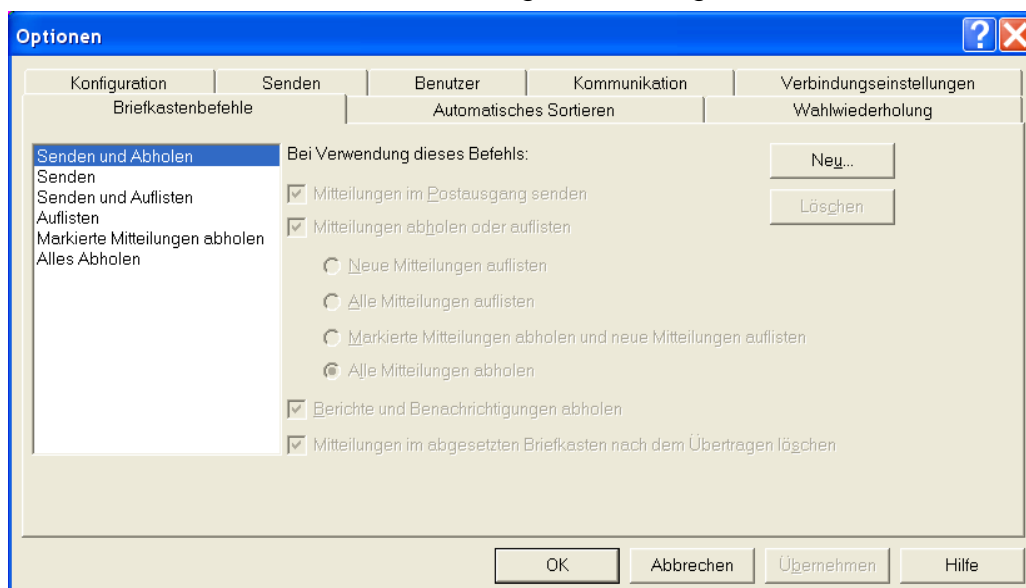 Optionen
Konfiguration Senden Benutzer Kommunikation Verbindungseinstellungen
Briefkastenbefehle Automatisches Sortieren Wahlwiederholung
Senden und Abholen
Senden
Senden und Auflisten
Auflisten
Markierte Mitteilungen abholen
Alles Abholen
Bei Verwendung dieses Befehls:
Mitteilungen im Postausgang senden
Mitteilungen abholen oder auflisten
Neue Mitteilungen auflisten
Alle Mitteilungen auflisten
Markierte Mitteilungen abholen und neue Mitteilungen auflisten
Alle Mitteilungen abholen
Berichte und Benachrichtigungen abholen
Mitteilungen im abgesetzten Briefkasten nach dem Übertragen löschen
Neu...
Löschen
OK Abbrechen Übernehmen Hilfe